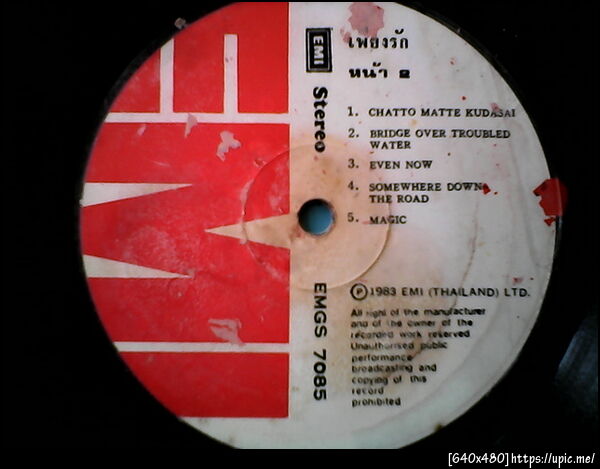 เพียงรัก
หน้า 2
EMI
Stereo
1. CHATTO MATTE KUDASAI
2. BRIDGE OVER TROUBLED
WATER
3. EVEN NOW
4. SOMEWHERE DOWN
THE ROAD
5. MAGIC
EMGS 7085
Ⓟ 1983 EMI (THAILAND) LTD.
All right of the manufacturer
and of the owner of the
recorded work reserved
Unauthorised public
performance
broadcasting and
copying of this
record
prohibited
EMI
[640x480]https://upic.me/